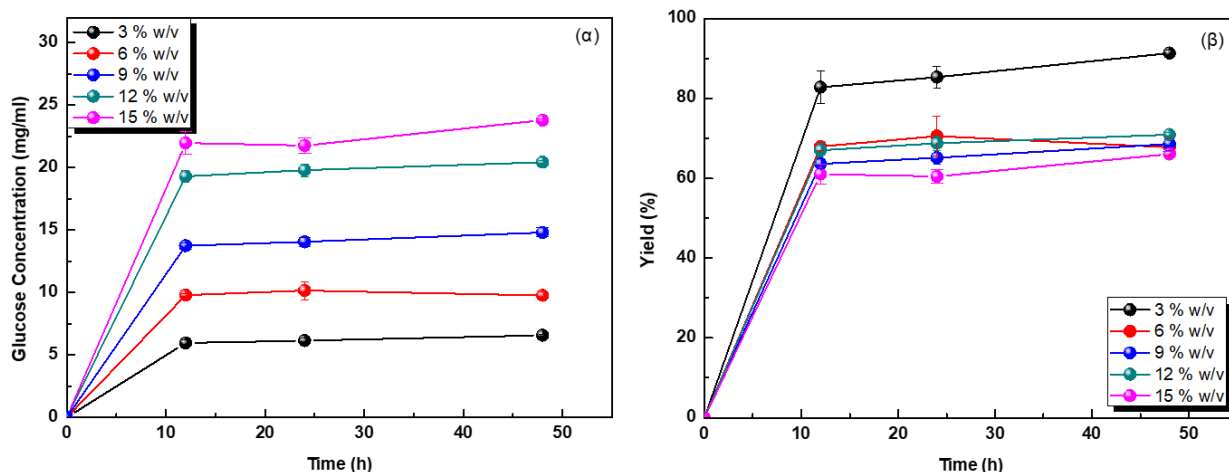 (α)
3 % w/v
6 % w/v
9 % w/v
12 % w/v
15 % w/v
30
25
20
15
10
5
0
Glucose Concentration (mg/ml)
0 10 20 30 40 50
Time (h)
(β)
100
80
60
40
20
0
Yield (%)
3 % w/v
6 % w/v
9 % w/v
12 % w/v
15 % w/v
0 10 20 30 40 50
Time (h)